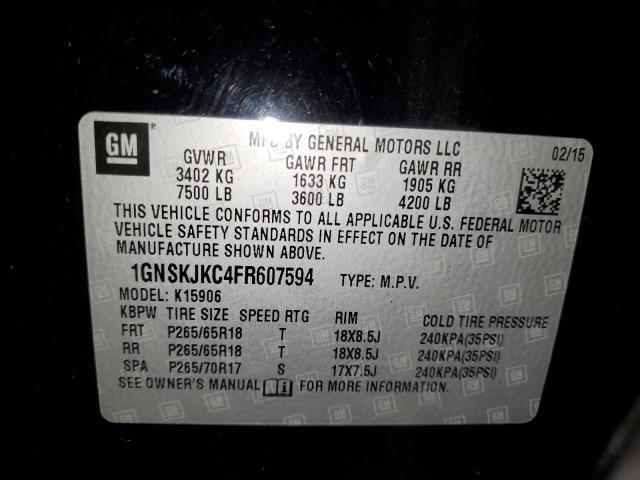 GM ®
MFD BY GENERAL MOTORS LLC 02/15
GVWR GAWR FRT GAWR RR
3402 KG 1633 KG 1905 KG
7500 LB 3600 LB 4200 LB
THIS VEHICLE CONFORMS TO ALL APPLICABLE U.S. FEDERAL MOTOR
VEHICLE SAFETY STANDARDS IN EFFECT ON THE DATE OF
MANUFACTURE SHOWN ABOVE.
1GNSKJKC4FR607594 TYPE: M.P.V.
MODEL: K15906
KBPW TIRE SIZE SPEED RTG RIM COLD TIRE PRESSURE
FRT P265/65R18 T 18X8.5J 240KPA(35PSI)
RR P265/65R18 T 18X8.5J 240KPA(35PSI)
SPA P265/70R17 S 17X7.5J 240KPA(35PSI)
SEE OWNER'S MANUAL FOR MORE INFORMATION.